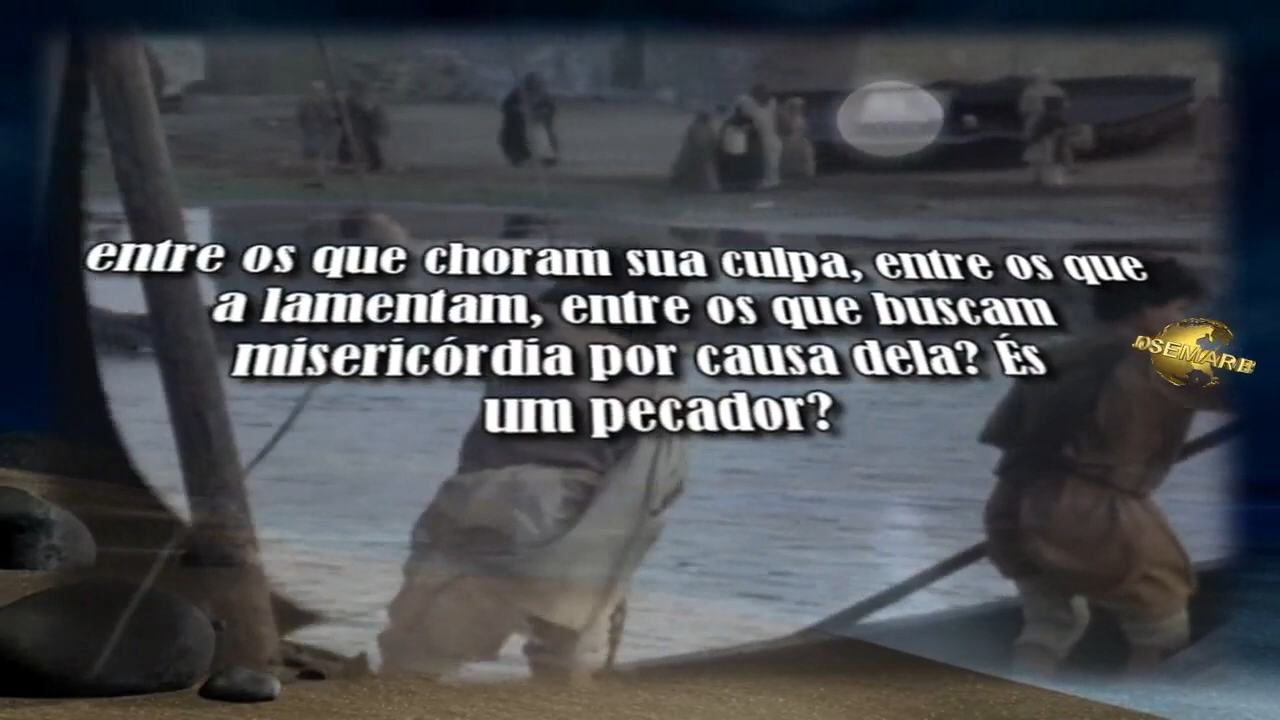 entre os que choram sua culpa, entre os que
a lamentam, entre os que buscam
misericórdia por causa dela? És
um pecador?
OSEMARB